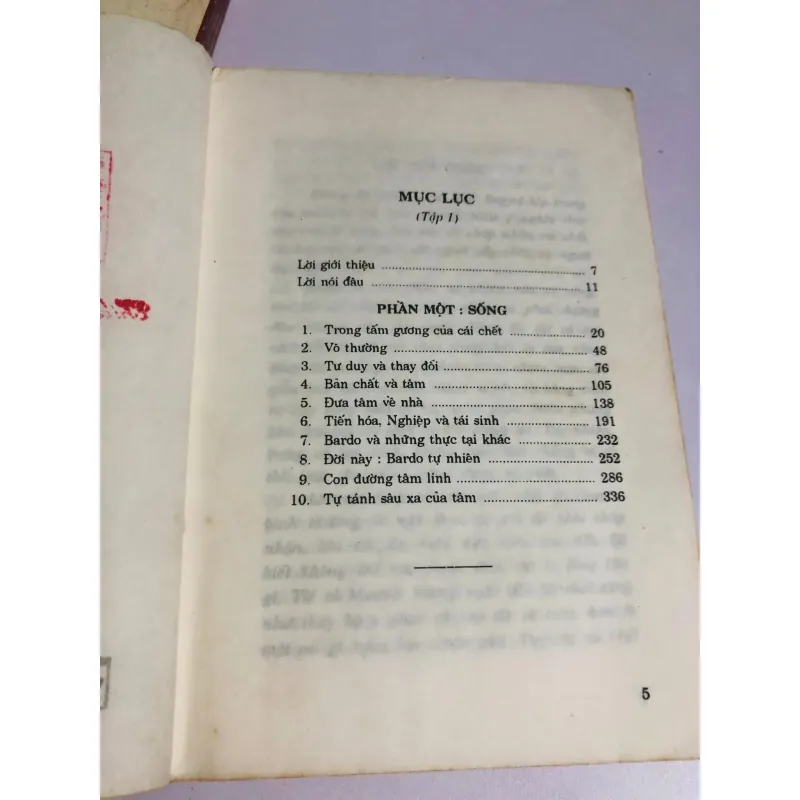 MỤC LỤC
(Tập 1)
Lời giới thiệu ........ 7
Lời nói đầu ........ 11
PHẦN MỘT : SỐNG
1. Trong tấm gương của cái chết ........ 20
2. Vô thường ........ 48
3. Tư duy và thay đổi ........ 76
4. Bản chất và tâm ........ 105
5. Đưa tâm về nhà ........ 138
6. Tiến hóa, Nghiệp và tái sinh ........ 191
7. Bardo và những thực tại khác ........ 232
8. Đời này : Bardo tự nhiên ........ 252
9. Con đường tâm linh ........ 286
10. Tự tánh sâu xa của tâm ........ 336
5